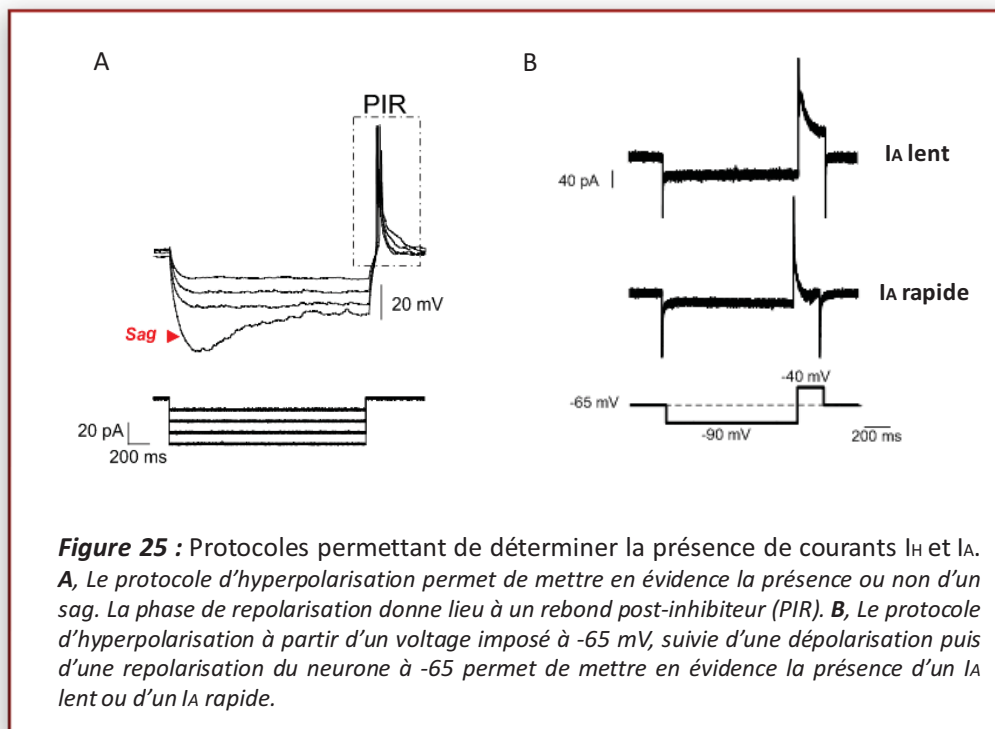 A
B
PIR
Sag
20 mV
20 pA
200 ms
IA lent
40 pA
IA rapide
-40 mV
-65 mV
-90 mV
200 ms
Figure 25 : Protocoles permettant de déterminer la présence de courants IH et IA.
A, Le protocole d’hyperpolarisation permet de mettre en évidence la présence ou non d’un
sag. La phase de repolarisation donne lieu à un rebond post-inhibiteur (PIR). B, Le protocole
d’hyperpolarisation à partir d’un voltage imposé à -65 mV, suivie d’une dépolarisation puis
d’une repolarisation du neurone à -65 permet de mettre en évidence la présence d’un IA
lent ou d’un IA rapide.